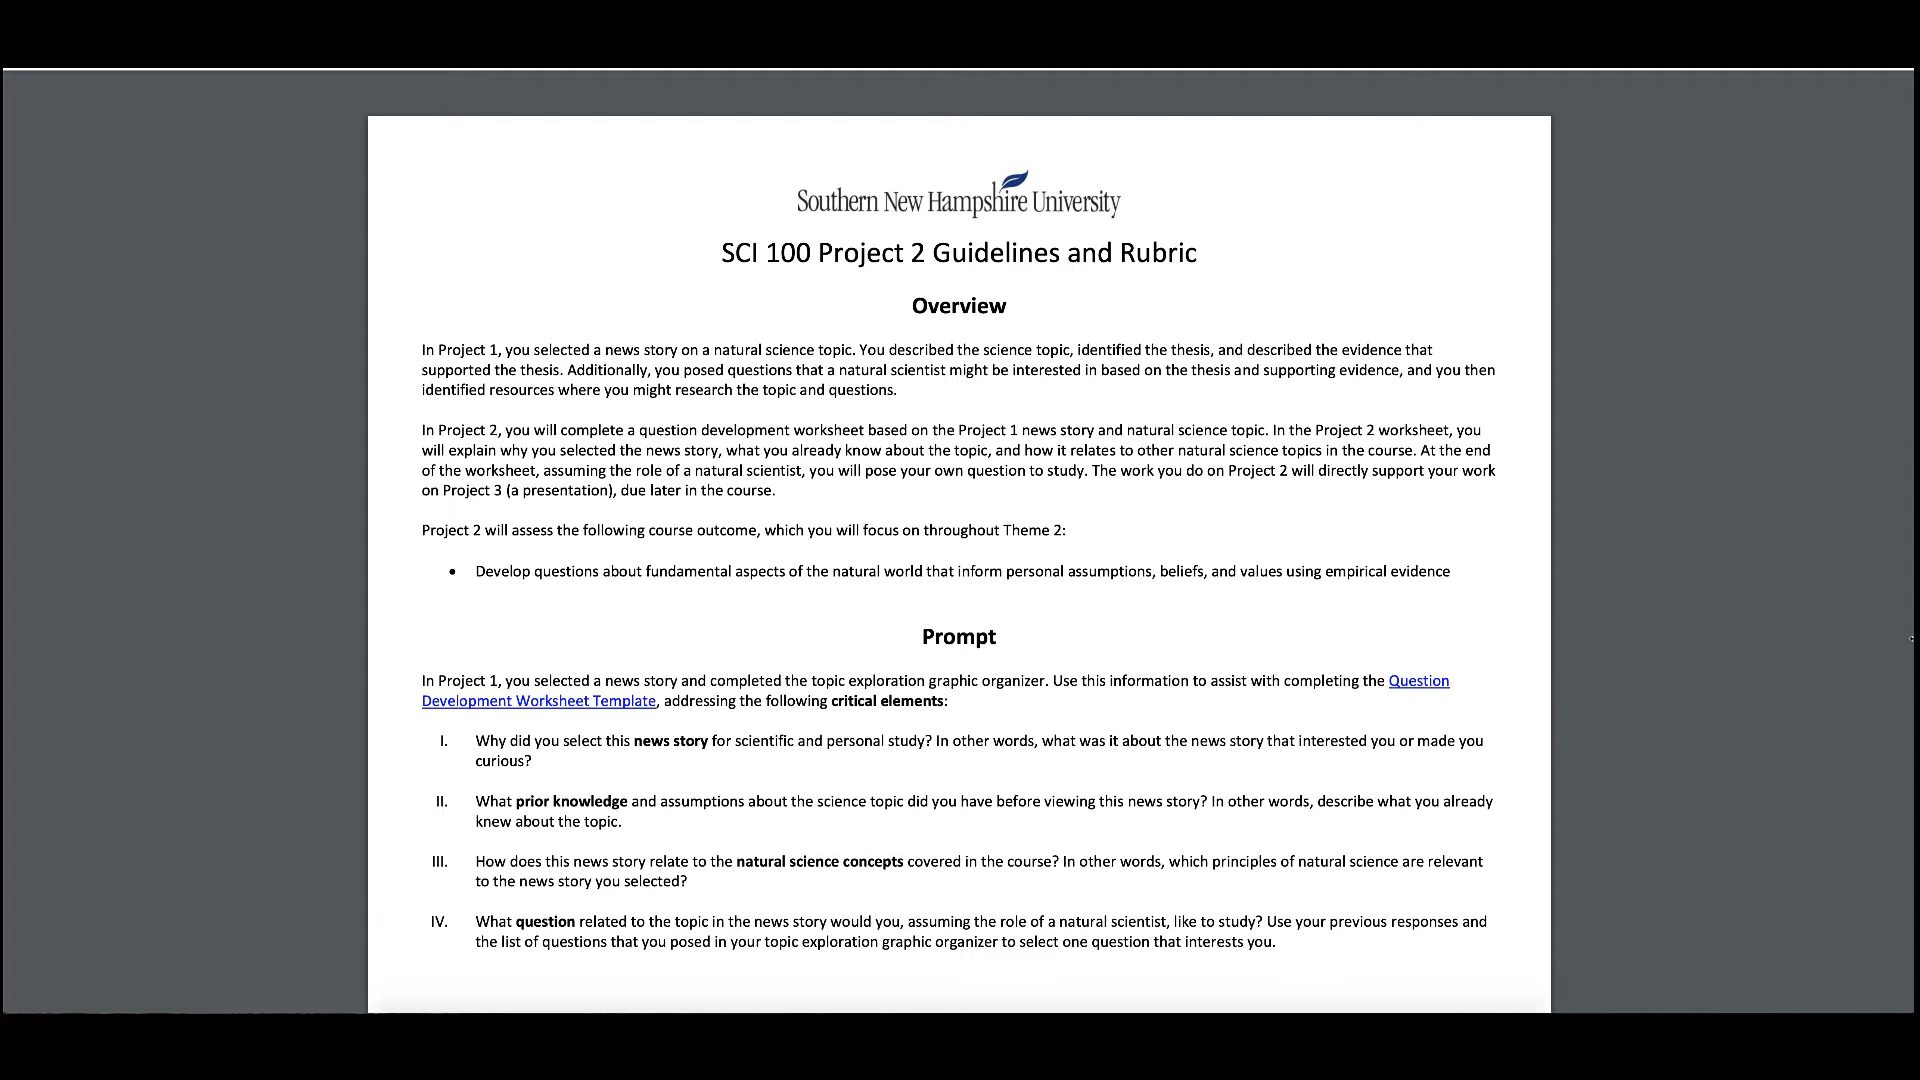 Southern New Hampshire University
SCI 100 Project 2 Guidelines and Rubric
Overview
In Project 1, you selected a news story on a natural science topic. You described the science topic, identified the thesis, and described the evidence that
supported the thesis. Additionally, you posed questions that a natural scientist might be interested in based on the thesis and supporting evidence, and you then
identified resources where you might research the topic and questions.
In Project 2, you will complete a question development worksheet based on the Project 1 news story and natural science topic. In the Project 2 worksheet, you
will explain why you selected the news story, what you already know about the topic, and how it relates to other natural science topics in the course. At the end
of the worksheet, assuming the role of a natural scientist, you will pose your own question to study. The work you do on Project 2 will directly support your work
on Project 3 (a presentation), due later in the course.
Project 2 will assess the following course outcome, which you will focus on throughout Theme 2:
• Develop questions about fundamental aspects of the natural world that inform personal assumptions, beliefs, and values using empirical evidence
Prompt
In Project 1, you selected a news story and completed the topic exploration graphic organizer. Use this information to assist with completing the Question
Development Worksheet Template, addressing the following critical elements:
I. Why did you select this news story for scientific and personal study? In other words, what was it about the news story that interested you or made you
curious?
II. What prior knowledge and assumptions about the science topic did you have before viewing this news story? In other words, describe what you already
knew about the topic.
III. How does this news story relate to the natural science concepts covered in the course? In other words, which principles of natural science are relevant
to the news story you selected?
IV. What question related to the topic in the news story would you, assuming the role of a natural scientist, like to study? Use your previous responses and
the list of questions that you posed in your topic exploration graphic organizer to select one question that interests you.